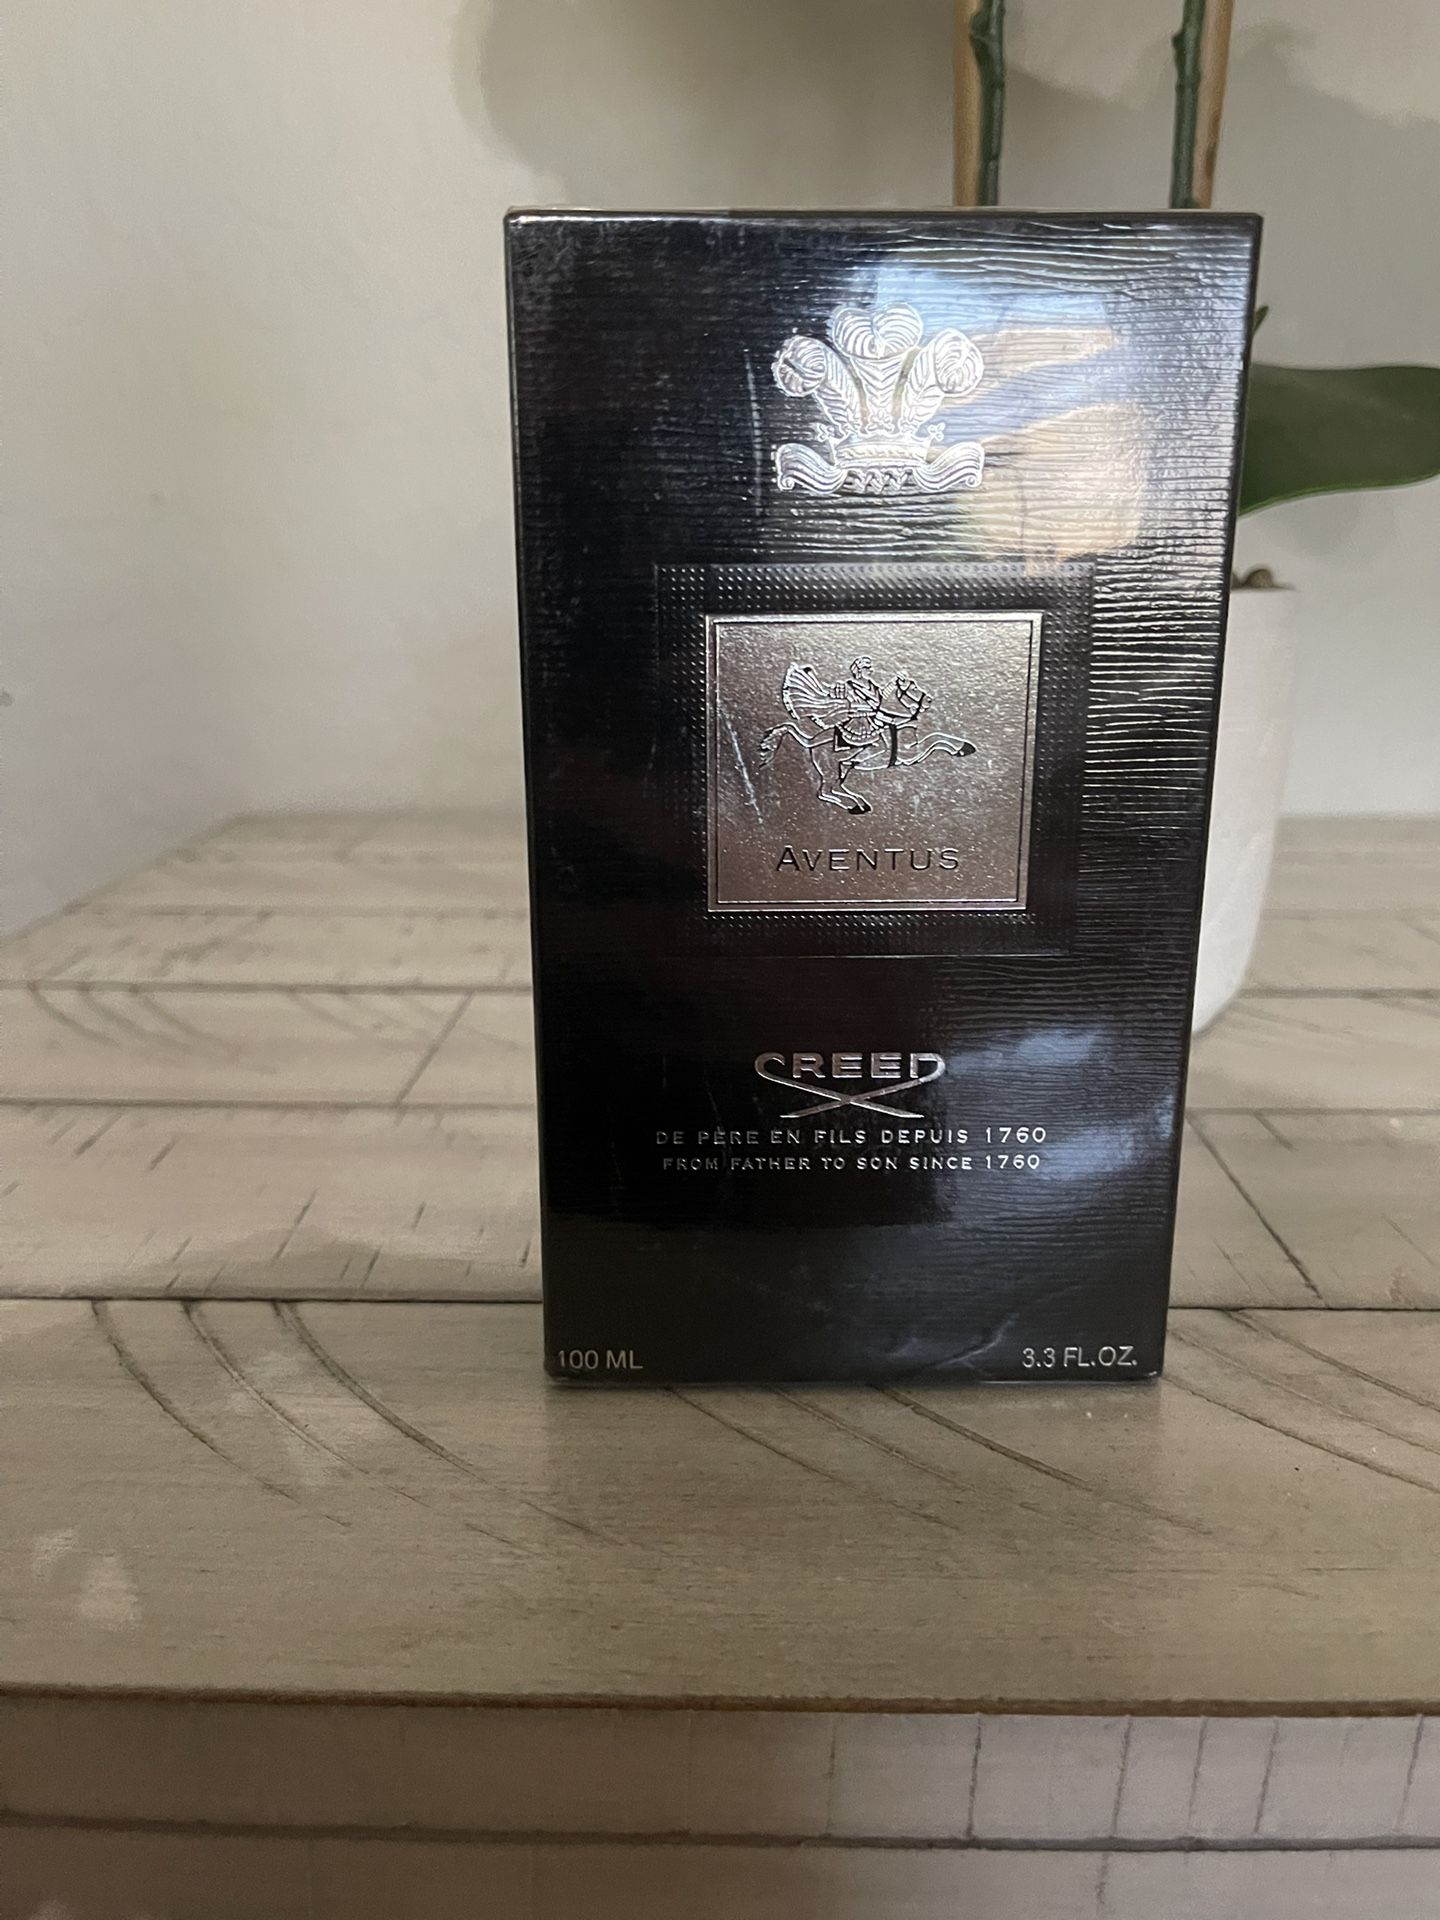 AVENTUS
CREED
DE PÈRE EN FILS DEPUIS 1760
FROM FATHER TO SON SINCE 1760
100 ML 3.3 FL.OZ.